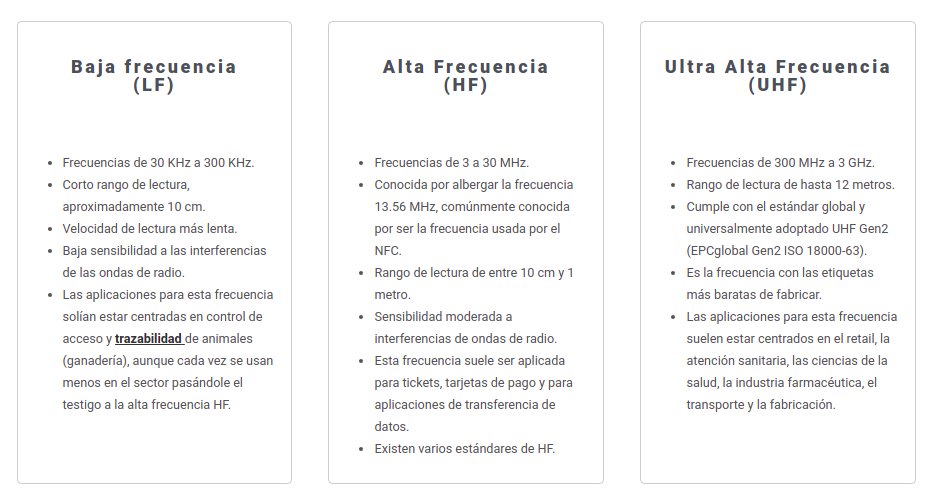 Baja frecuencia
(LF)
• Frecuencias de 30 KHz a 300 KHz.
• Corto rango de lectura,
aproximadamente 10 cm.
• Velocidad de lectura más lenta.
• Baja sensibilidad a las interferencias
de las ondas de radio.
• Las aplicaciones para esta frecuencia
solían estar centradas en control de
acceso y trazabilidad de animales
(ganadería), aunque cada vez se usan
menos en el sector pasándole el
testigo a la alta frecuencia HF.
Alta Frecuencia
(HF)
• Frecuencias de 3 a 30 MHz.
• Conocida por albergar la frecuencia
13.56 MHz, comúnmente conocida
por ser la frecuencia usada por el
NFC.
• Rango de lectura de entre 10 cm y 1
metro.
• Sensibilidad moderada a
interferencias de ondas de radio.
• Esta frecuencia suele ser aplicada
para tickets, tarjetas de pago y para
aplicaciones de transferencia de
datos.
• Existen varios estándares de HF.
Ultra Alta Frecuencia
(UHF)
• Frecuencias de 300 MHz a 3 GHz.
• Rango de lectura de hasta 12 metros.
• Cumple con el estándar global y
universalmente adoptado UHF Gen2
(EPCglobal Gen2 ISO 18000-63).
• Es la frecuencia con las etiquetas
más baratas de fabricar.
• Las aplicaciones para esta frecuencia
suelen estar centrados en el retail, la
atención sanitaria, las ciencias de la
salud, la industria farmacéutica, el
transporte y la fabricación.